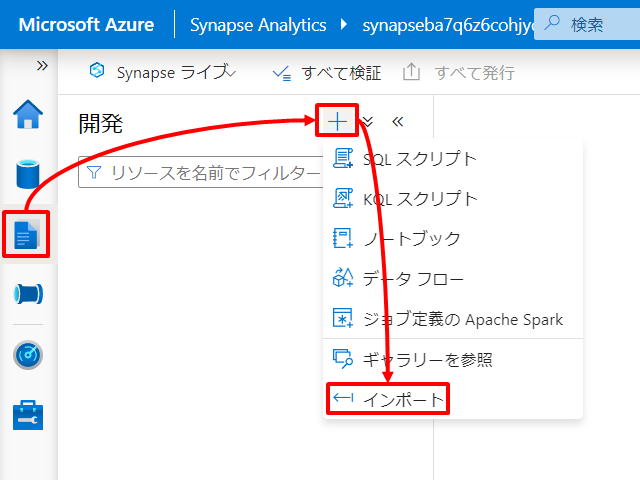 Microsoft Azure
Synapse Analytics
synapseba7q6z6cohjyo
検索
Synapse ライブ
すべて検証
すべて発行
開発
リソースを名前でフィルター
SQL スクリプト
KQL スクリプト
ノートブック
データ フロー
ジョブ定義の Apache Spark
ギャラリーを参照
インポート